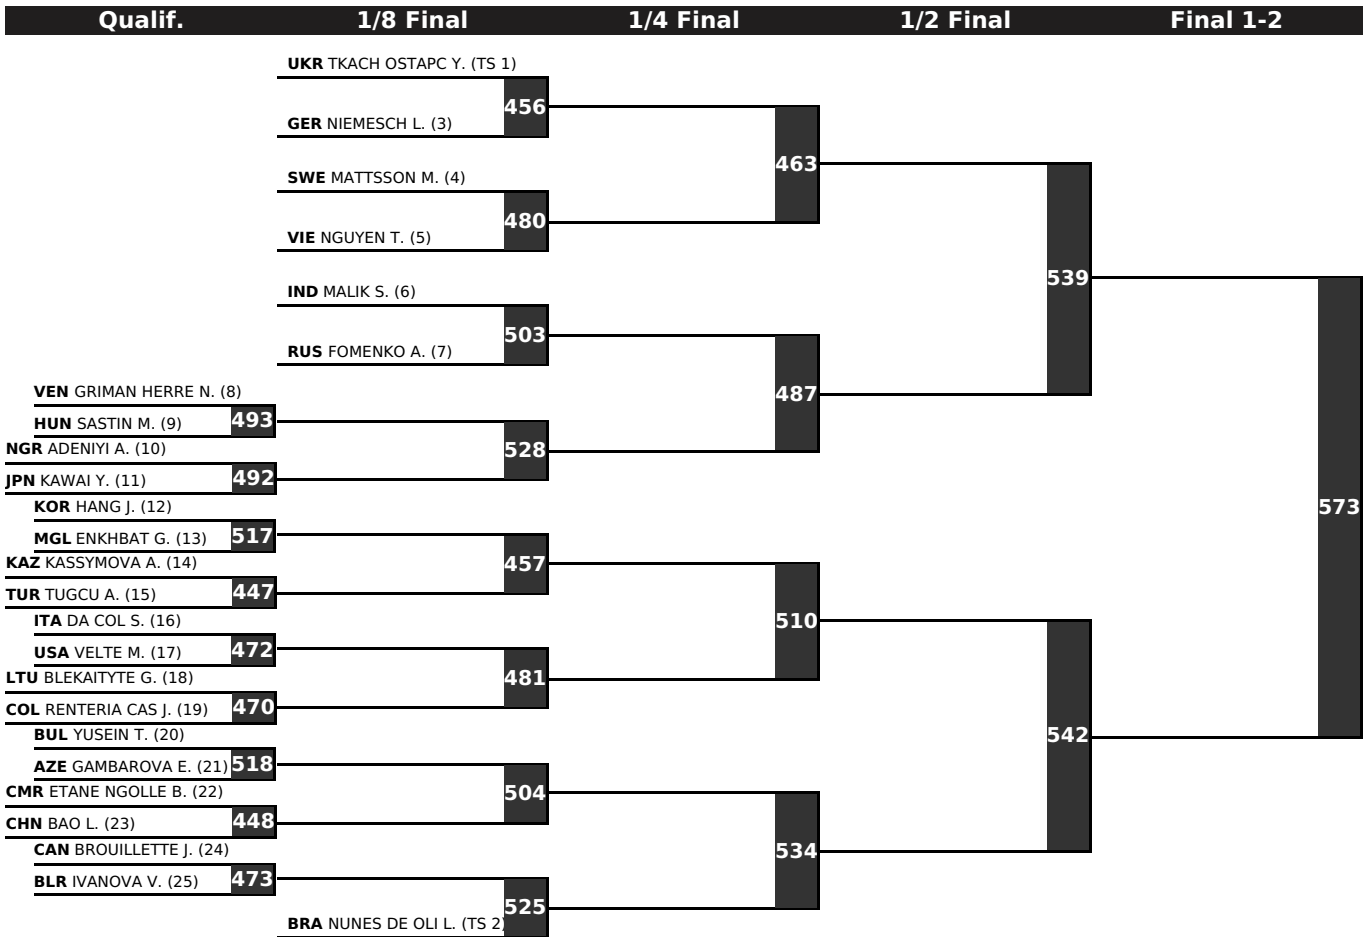 Qualif. 1/8 Final 1/4 Final 1/2 Final Final 1-2
UKR TKACH OSTAPC Y. (TS 1)
456
GER NIEMESCH L. (3)
463
SWE MATTSSON M. (4)
480
VIE NGUYEN T. (5)
539
IND MALIK S. (6)
503
RUS FOMENKO A. (7)
VEN GRIMAN HERRE N. (8)
487
HUN SASTIN M. (9) 493
NGR ADENIYI A. (10)
528
JPN KAWAI Y. (11) 492
KOR HANG J. (12)
573
MGL ENKHBAT G. (13) 517
KAZ KASSYMOVA A. (14)
457
TUR TUGCU A. (15) 447
ITA DA COL S. (16)
510
USA VELTE M. (17) 472
LTU BLEKAITYTE G. (18)
481
COL RENTERIA CAS J. (19) 470
BUL YUSEIN T. (20)
542
AZE GAMBAROVA E. (21) 518
CMR ETANE NGOLLE B. (22)
504
CHN BAO L. (23) 448
CAN BROUILLETTE J. (24)
534
BLR IVANOVA V. (25) 473
525
BRA NUNES DE OLI L. (TS 2)